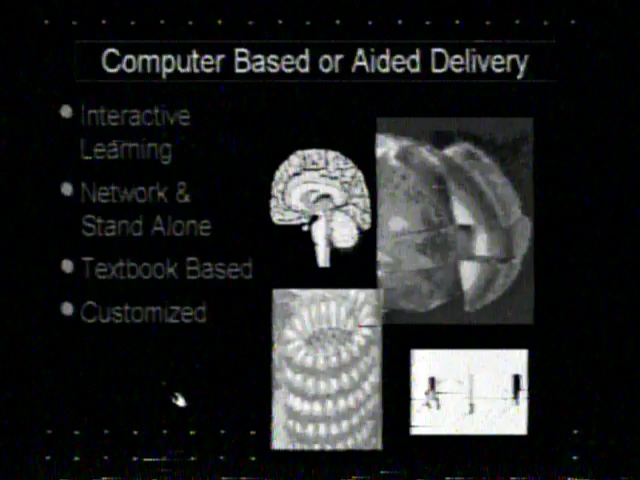 Computer Based or Aided Delivery
Interactive
Learning
Network &
Stand Alone
Textbook Based
Customized